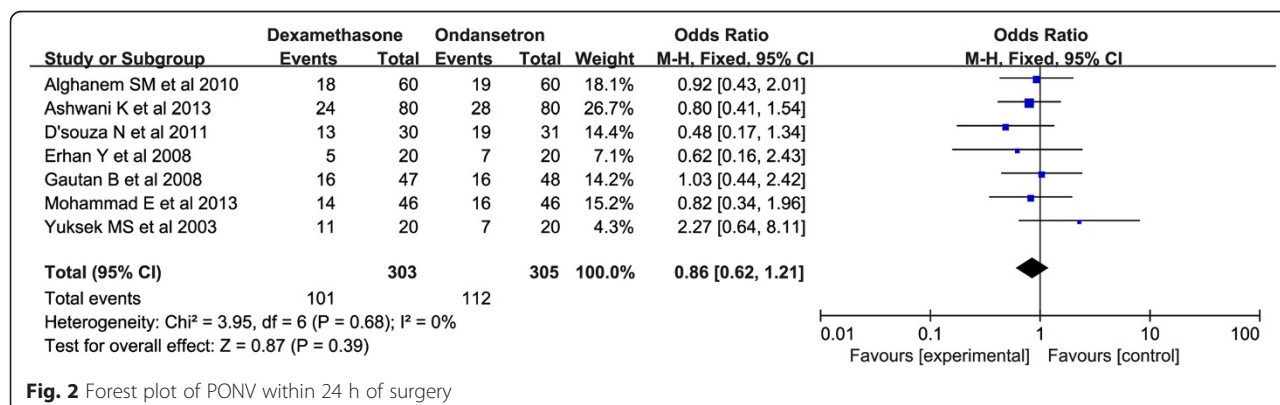 Dexamethasone Ondansetron Odds Ratio Odds Ratio
Study or Subgroup Events Total Events Total Weight M-H, Fixed, 95% CI M-H, Fixed, 95% CI
Alghanem SM et al 2010 18 60 19 60 18.1% 0.92 [0.43, 2.01]
Ashwani K et al 2013 24 80 28 80 26.7% 0.80 [0.41, 1.54]
D'souza N et al 2011 13 30 19 31 14.4% 0.48 [0.17, 1.34]
Erhan Y et al 2008 5 20 7 20 7.1% 0.62 [0.16, 2.43]
Gautan B et al 2008 16 47 16 48 14.2% 1.03 [0.44, 2.42]
Mohammad E et al 2013 14 46 16 46 15.2% 0.82 [0.34, 1.96]
Yuksek MS et al 2003 11 20 7 20 4.3% 2.27 [0.64, 8.11]
Total (95% CI) 303 305 100.0% 0.86 [0.62, 1.21]
Total events 101 112
Heterogeneity: Chi² = 3.95, df = 6 (P = 0.68); I² = 0%
Test for overall effect: Z = 0.87 (P = 0.39)
0.01 0.1 1 10 100
Favours [experimental] Favours [control]
Fig. 2 Forest plot of PONV within 24 h of surgery